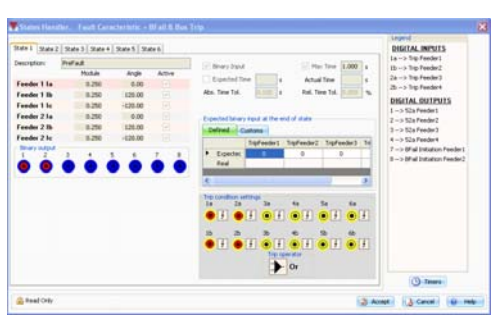 States Handler. Fault Caracteristic - BFail & Bus Trip
State 1 State 2 State 3 State 4 State 5 State 6
Description: PreFault
Module Angle Active
Feeder 1 Ia 0.250 0.00
Feeder 1 Ib 0.250 120.00
Feeder 1 Ic 0.250 -120.00
Feeder 2 Ia 0.250 0.00
Feeder 2 Ib 0.250 120.00
Feeder 2 Ic 0.250 -120.00
Binary output
1 2 3 4 5 6 7 8
Binary Input
Max Time 1.000 s
Expected Time s
Actual Time s
Abs. Time Tol. s
Rel. Time Tol. %
Expected binary input at the end of state
Defined Customs
TripFeeder1 TripFeeder2 TripFeeder3 Tri
Expected 0 0 0
Real
Trip condition settings
1a 2a 3a 4a 5a 6a
1b 2b 3b 4b 5b 6b
Trip operator
Or
Legend
DIGITAL INPUTS
1a --> Trip Feeder1
1b --> Trip Feeder2
2a --> Trip Feeder3
2b --> Trip Feeder4
DIGITAL OUTPUTS
1 --> 52a Feeder1
2 --> 52a Feeder2
3 --> 52a Feeder3
4 --> 52a Feeder4
7 --> BFail Initiation Feeder1
8 --> BFail Initiation Feeder2
Timers
Read Only
Accept Cancel Help